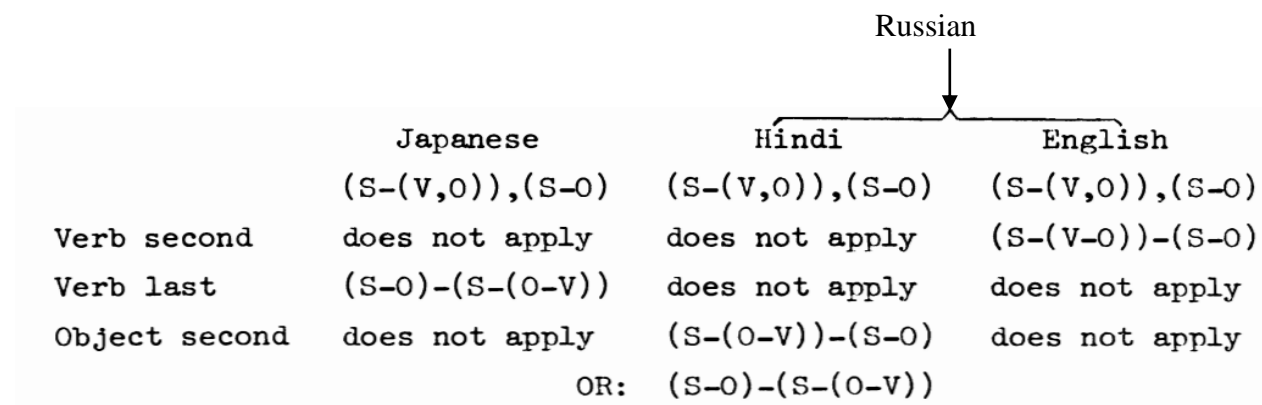 Russian
Japanese Hindi English
(S-(V,O)),(S-O) (S-(V,O)),(S-O) (S-(V,O)),(S-O)
Verb second does not apply does not apply (S-(V-O))-(S-O)
Verb last (S-O)-(S-(O-V)) does not apply does not apply
Object second does not apply (S-(O-V))-(S-O) does not apply
OR: (S-O)-(S-(O-V))